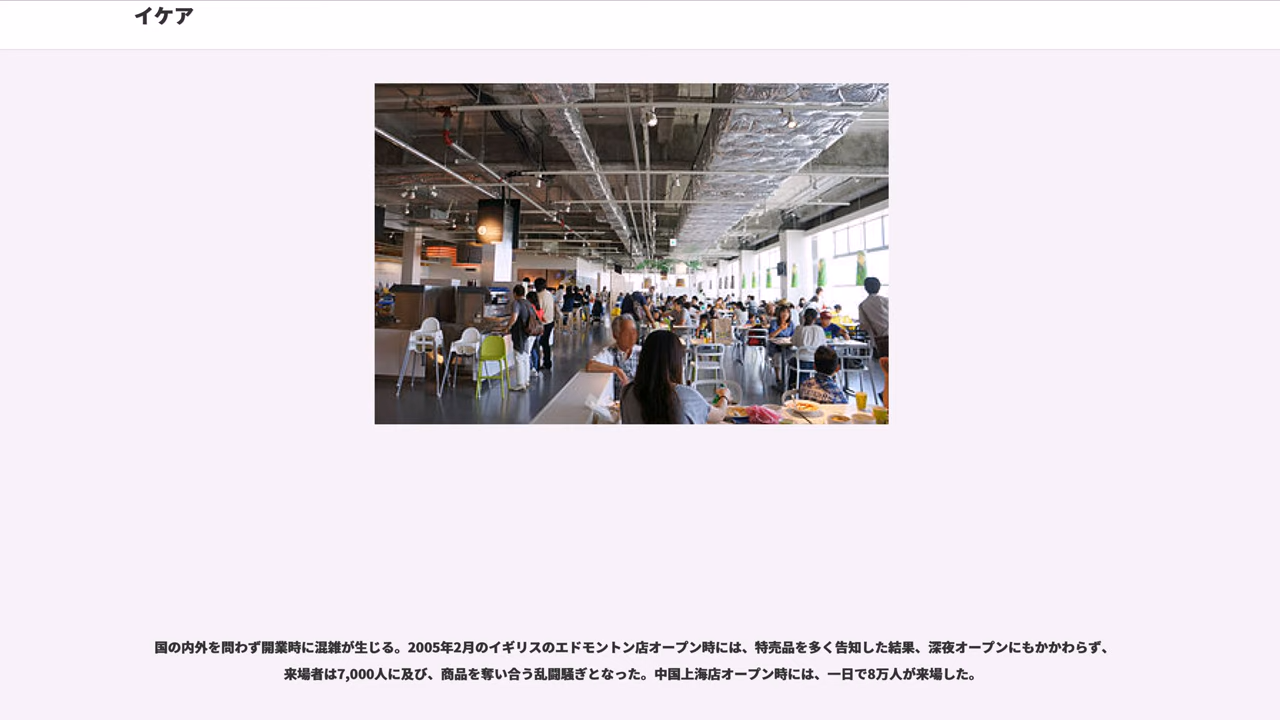 イケア
国の内外を問わず開業時に混雑が生じる。2005年2月のイギリスのエドモントン店オープン時には、特売品を多く告知した結果、深夜オープンにもかかわらず、
来場者は7,000人に及び、商品を奪い合う乱闘騒ぎとなった。中国上海店オープン時には、一日で8万人が来場した。